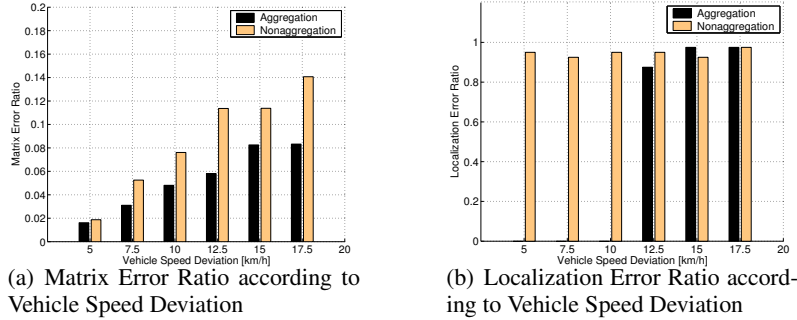 0.2
0.18
0.16
0.14
0.12
0.1
0.08
0.06
0.04
0.02
0
Matrix Error Ratio
Aggregation
Nonaggregation
5 7.5 10 12.5 15 17.5 20
Vehicle Speed Deviation [km/h]
(a) Matrix Error Ratio according to
Vehicle Speed Deviation
1
0.8
0.6
0.4
0.2
0
Localization Error Ratio
Aggregation
Nonaggregation
5 7.5 10 12.5 15 17.5 20
Vehicle Speed Deviation [km/h]
(b) Localization Error Ratio accord-
ing to Vehicle Speed Deviation